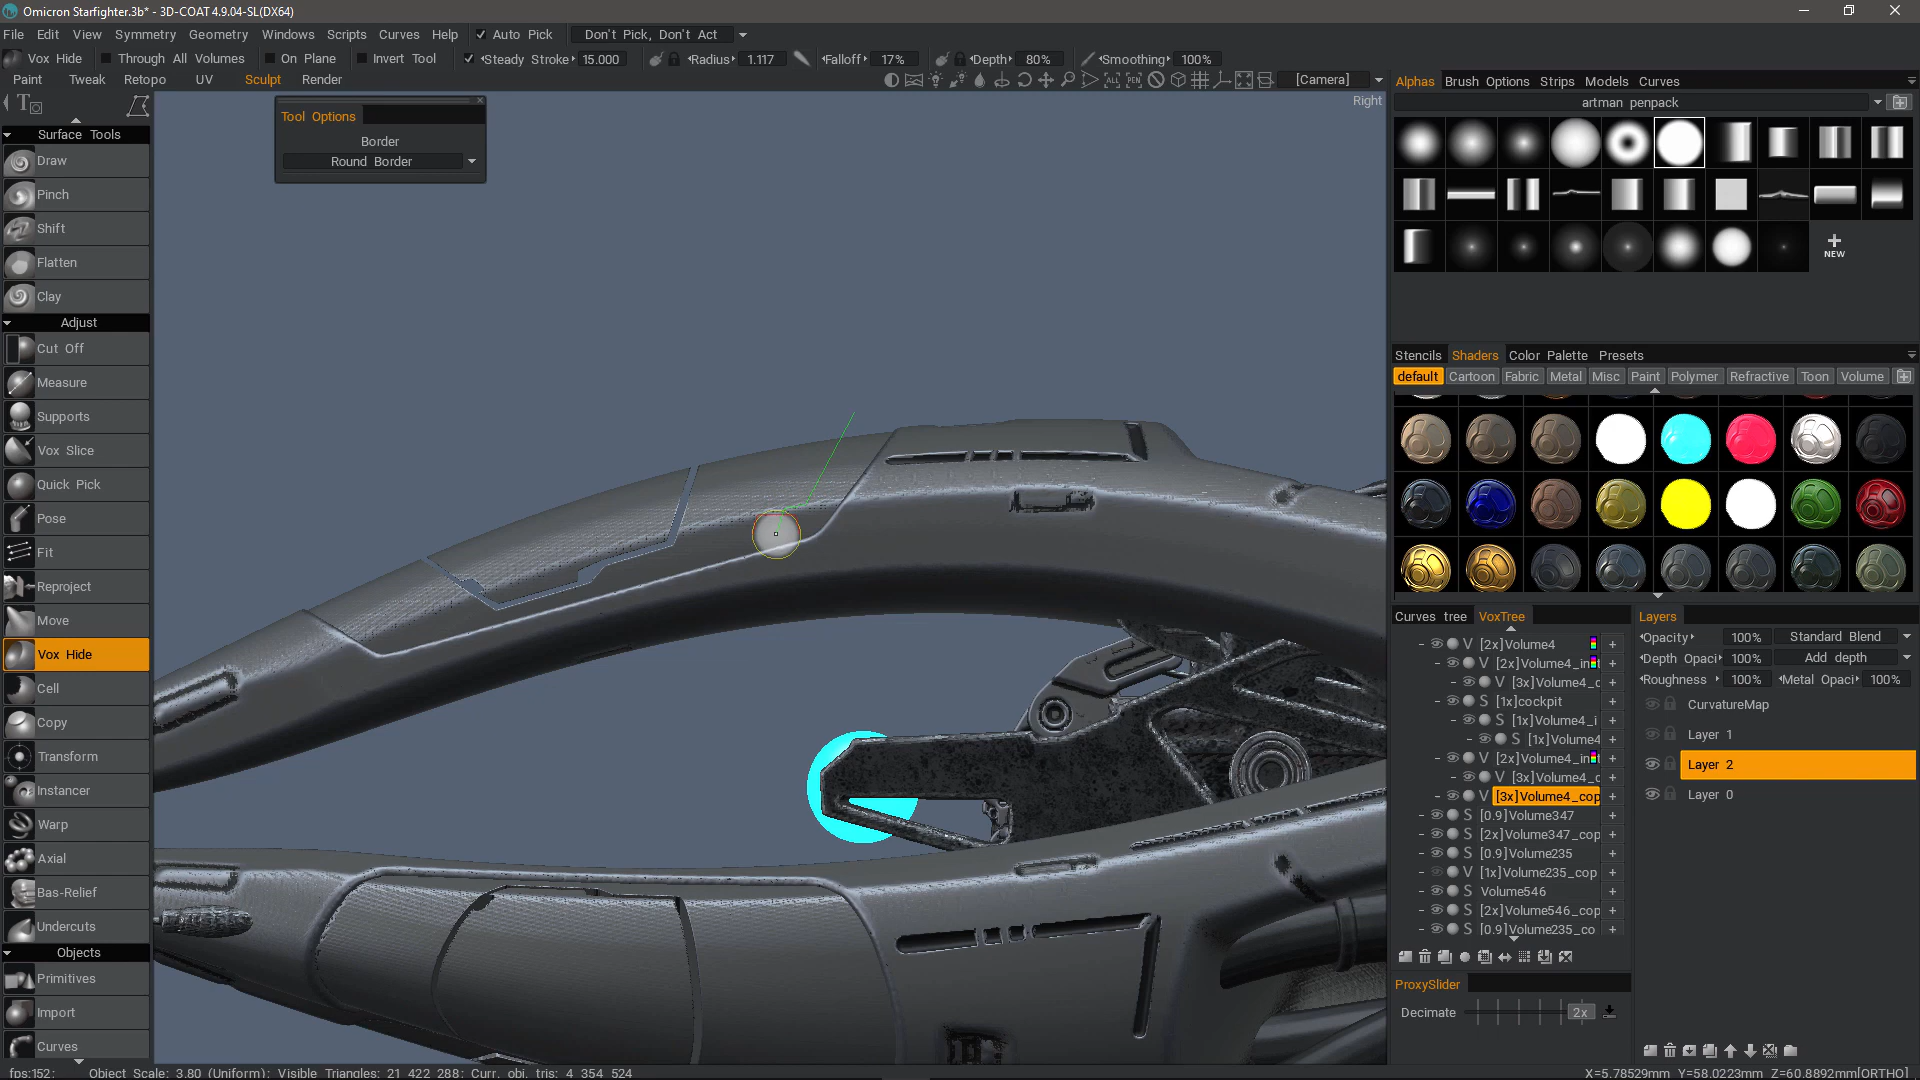 Omicron Starfighter.3b* - 3D-COAT 4.9.04-SL(DX64)
File Edit View Symmetry Geometry Windows Scripts Curves Help Auto Pick Don't Pick, Don't Act
Vox Hide Through All Volumes On Plane Invert Tool Steady Stroke 15.000 Radius 1.117 Falloff 17% Depth 80% Smoothing 100%
Paint Tweak Retopo UV Sculpt Render [Camera]
Right
Tool Options
Border
Round Border
Surface Tools
Draw
Pinch
Shift
Flatten
Clay
Adjust
Cut Off
Measure
Supports
Vox Slice
Quick Pick
Pose
Fit
Reproject
Move
Vox Hide
Cell
Copy
Transform
Instancer
Warp
Axial
Bas-Relief
Undercuts
Objects
Primitives
Import
Curves
Alphas Brush Options Strips Models Curves
artman penpack
NEW
Stencils Shaders Color Palette Presets
default Cartoon Fabric Metal Misc Paint Polymer Refractive Toon Volume
Curves tree VoxTree
V [2x]Volume4
V [2x]Volume4_in
V [3x]Volume4_c
S [1x]cockpit
S [1x]Volume4_i
S [1x]Volume4
V [2x]Volume4_in
V [3x]Volume4_c
V [3x]Volume4_cop
S [0.9]Volume347
S [2x]Volume347_cop
S [0.9]Volume235
V [1x]Volume235_cop
S Volume546
S [2x]Volume546_cop
S [0.9]Volume235_co
ProxySlider
Decimate 2x
Layers
Opacity 100% Standard Blend
Depth Opaci 100% Add depth
Roughness 100% Metal Opaci 100%
CurvatureMap
Layer 1
Layer 2
Layer 0
fps:152; Object Scale: 3.80 (Uniform); Visible Triangles: 21 422 288; Curr. obj. tris: 4 354 524
X=5.78529mm Y=58.0223mm Z=60.8892mm[ORTHO]